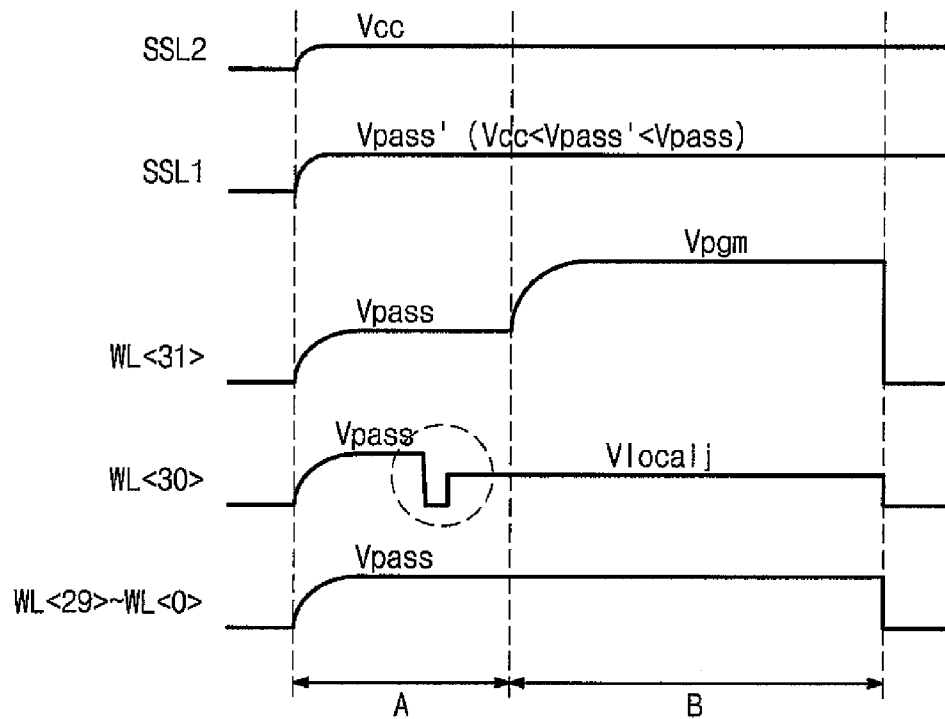 Vcc
SSL2
Vpass' (Vcc<Vpass'<Vpass)
SSL1
Vpgm
Vpass
WL<31>
Vpass
Vlocalj
WL<30>
Vpass
WL<29>~WL<0>
A
B